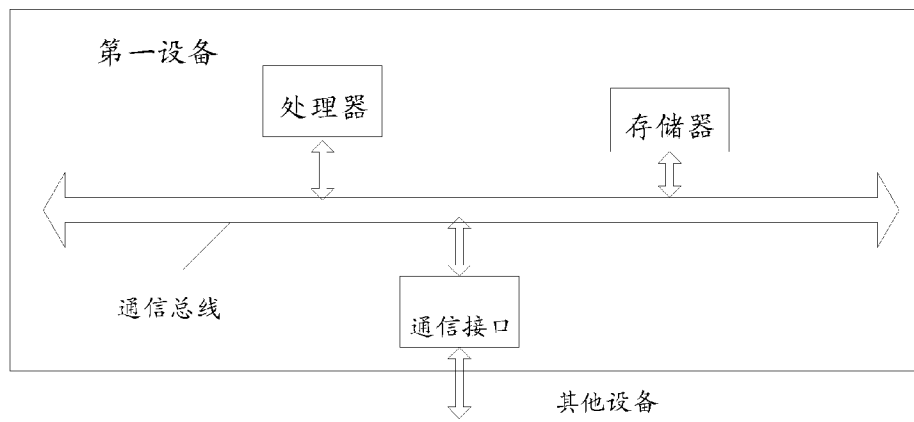 第一设备
处理器
存储器
通信总线
通信接口
其他设备